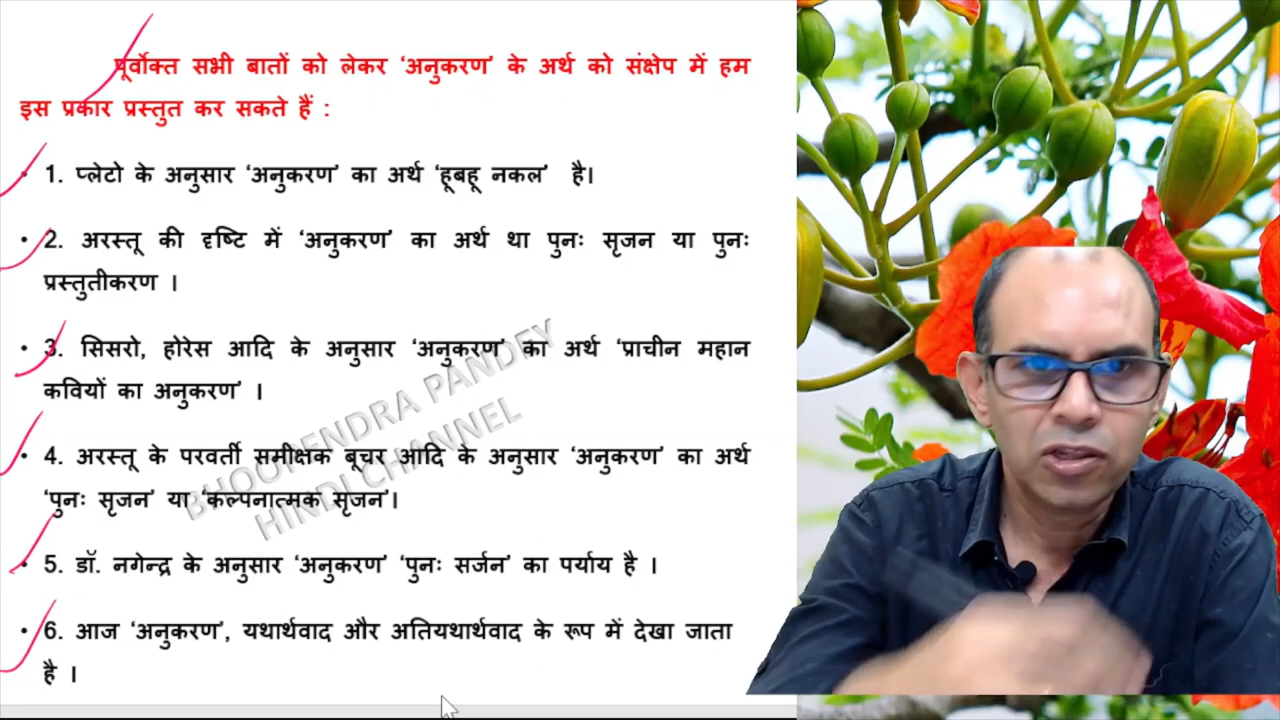 पूर्वोक्त सभी बातों को लेकर ‘अनुकरण’ के अर्थ को संक्षेप में हम
इस प्रकार प्रस्तुत कर सकते हैं :
• 1. प्लेटो के अनुसार ‘अनुकरण’ का अर्थ ‘हूबहू नकल’ है।
• 2. अरस्तू की दृष्टि में ‘अनुकरण’ का अर्थ था पुनः सृजन या पुनः
प्रस्तुतीकरण ।
• 3. सिसरो, होरेस आदि के अनुसार ‘अनुकरण’ का अर्थ ‘प्राचीन महान
कवियों का अनुकरण’ ।
• 4. अरस्तू के परवर्ती समीक्षक बूचर आदि के अनुसार ‘अनुकरण’ का अर्थ
‘पुनः सृजन’ या ‘कल्पनात्मक सृजन’।
• 5. डॉ. नगेन्द्र के अनुसार ‘अनुकरण’ ‘पुनः सर्जन’ का पर्याय है ।
• 6. आज ‘अनुकरण’, यथार्थवाद और अतियथार्थवाद के रूप में देखा जाता
है ।
BHOOPENDRA PANDEY
HINDI CHANNEL